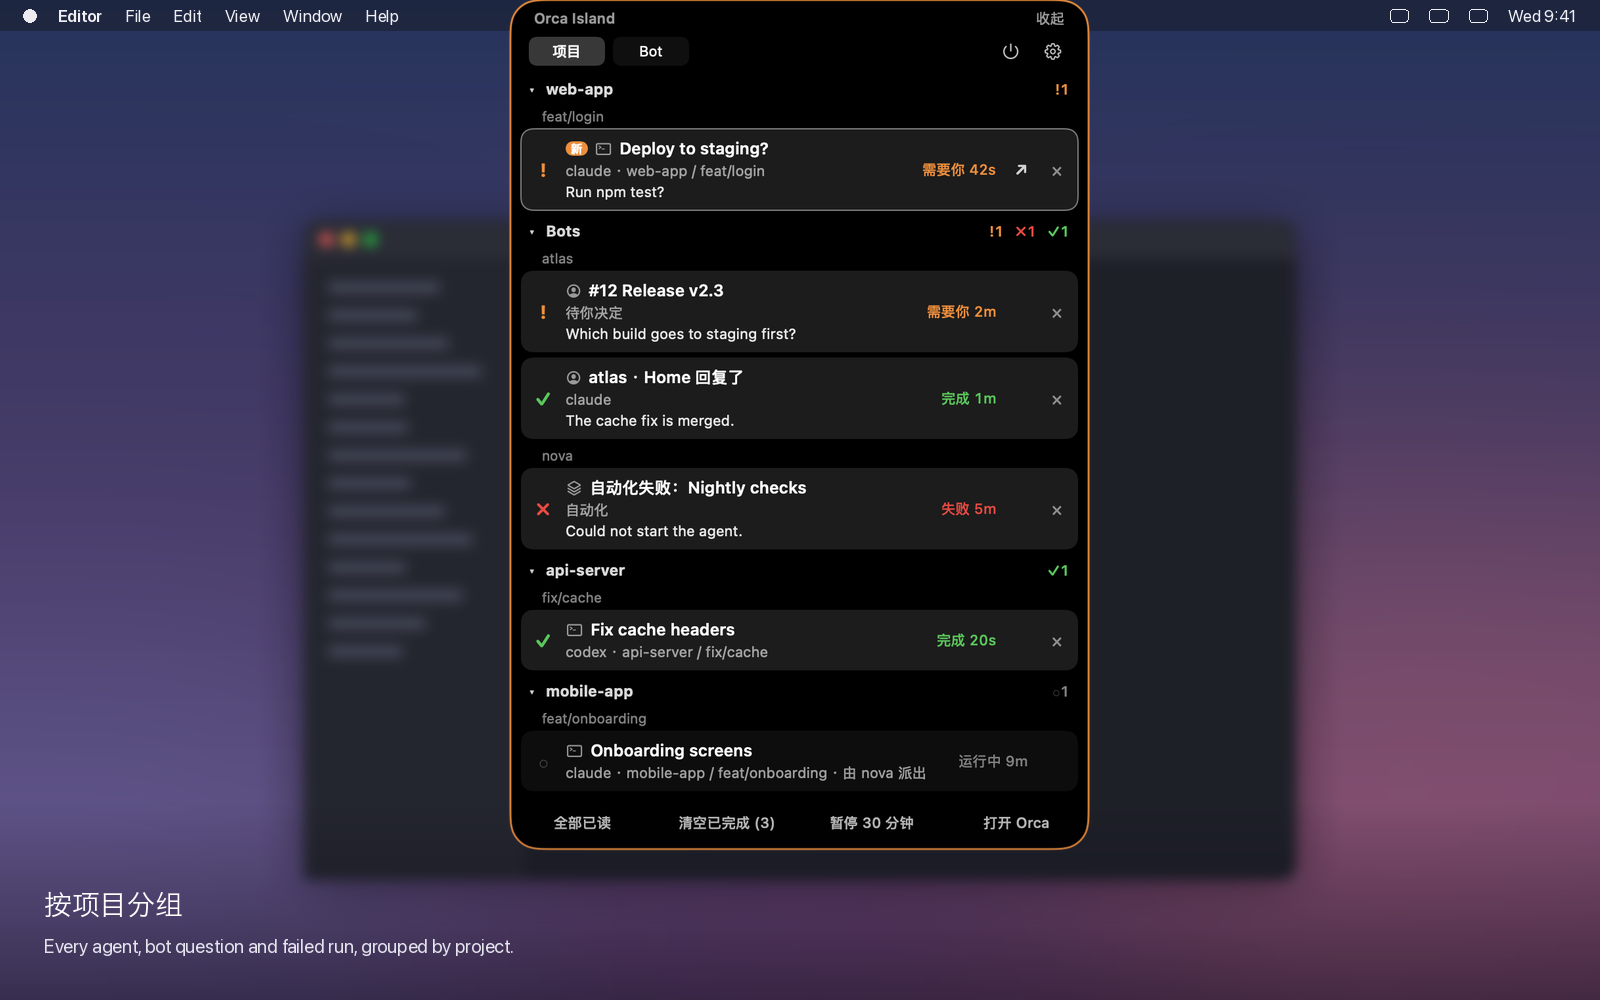 Editor File Edit View Window Help Wed 9:41
Orca Island 收起
项目 Bot
web-app !1
feat/login
新 Deploy to staging?
! claude · web-app / feat/login 需要你 42s
Run npm test?
Bots !1 ✕1 ✓1
atlas
#12 Release v2.3
! 待你决定 需要你 2m
Which build goes to staging first?
atlas · Home 回复了
claude 完成 1m
The cache fix is merged.
nova
自动化失败：Nightly checks
自动化 失败 5m
Could not start the agent.
api-server ✓1
fix/cache
Fix cache headers
codex · api-server / fix/cache 完成 20s
mobile-app ○1
feat/onboarding
Onboarding screens
claude · mobile-app / feat/onboarding · 由 nova 派出 运行中 9m
全部已读 清空已完成 (3) 暂停 30 分钟 打开 Orca
按项目分组
Every agent, bot question and failed run, grouped by project.